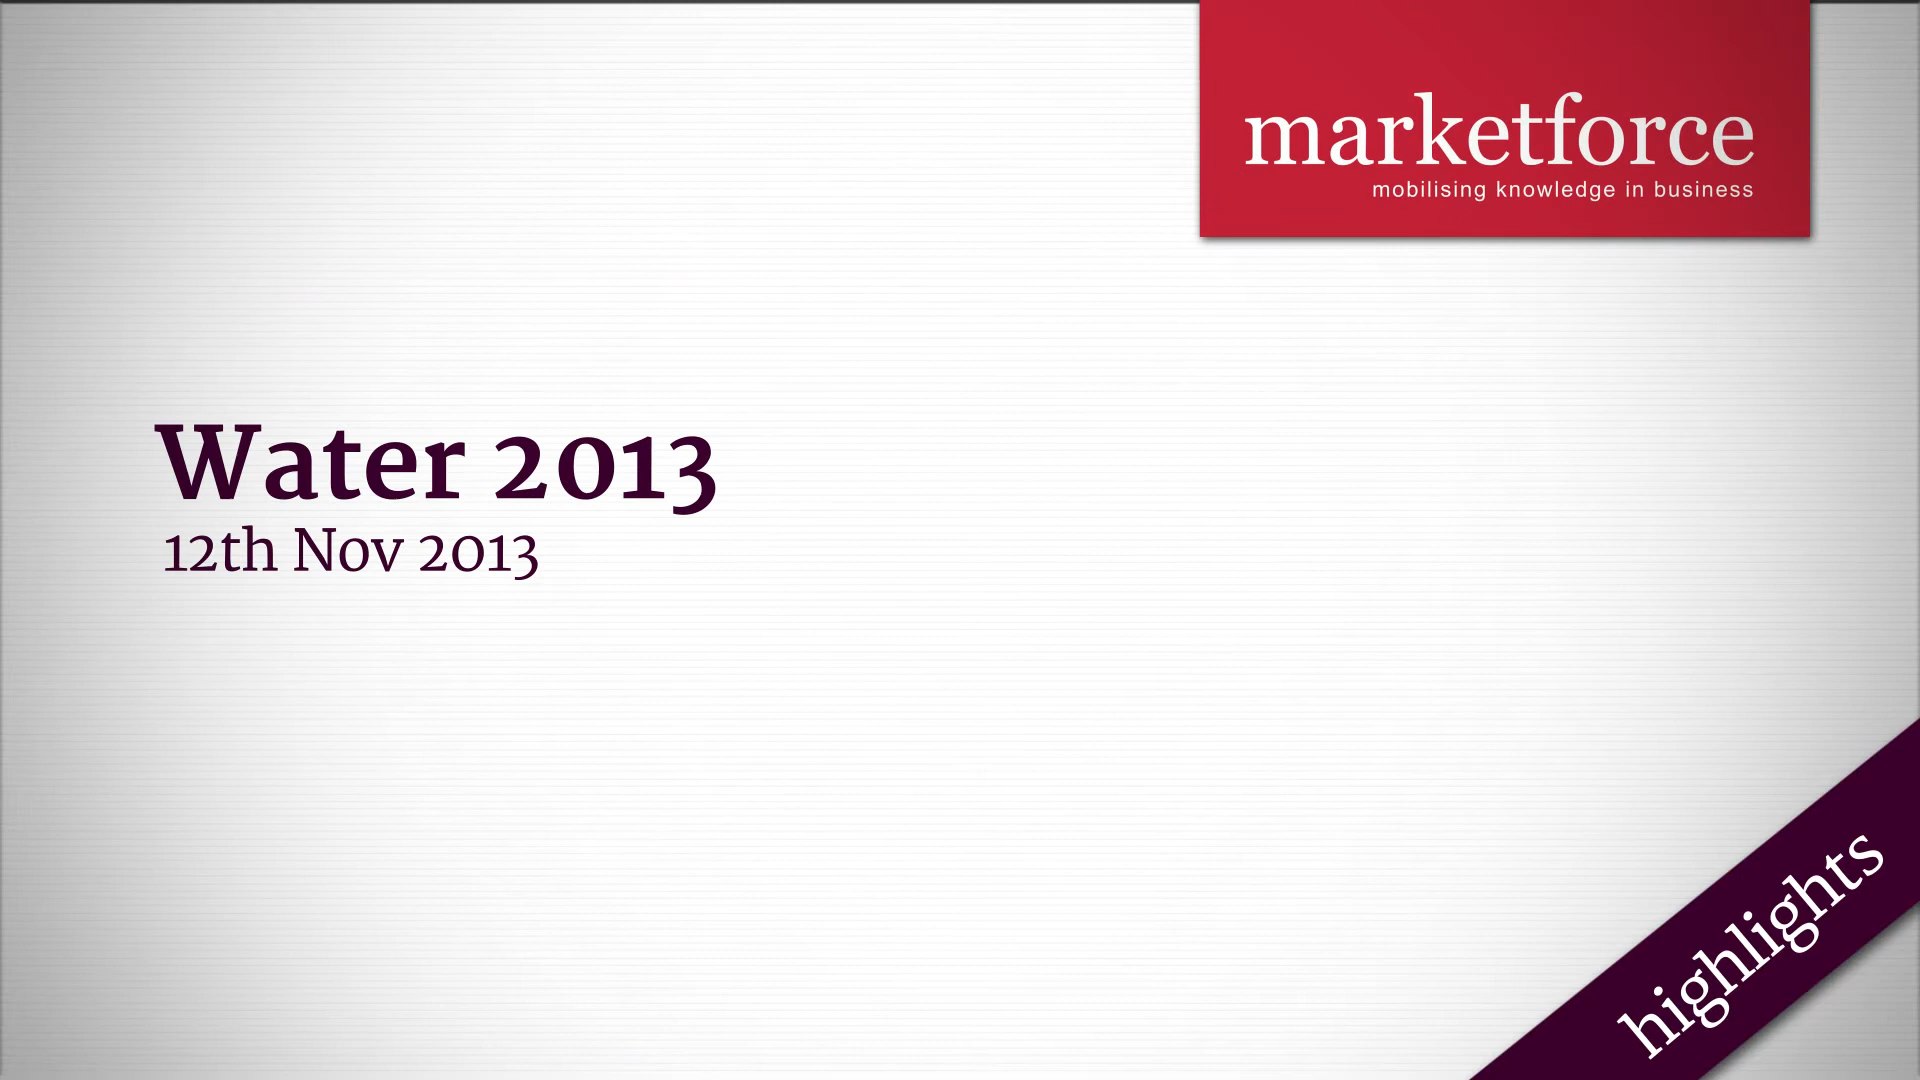 marketforce
mobilising knowledge in business
Water 2013
12th Nov 2013
highlights